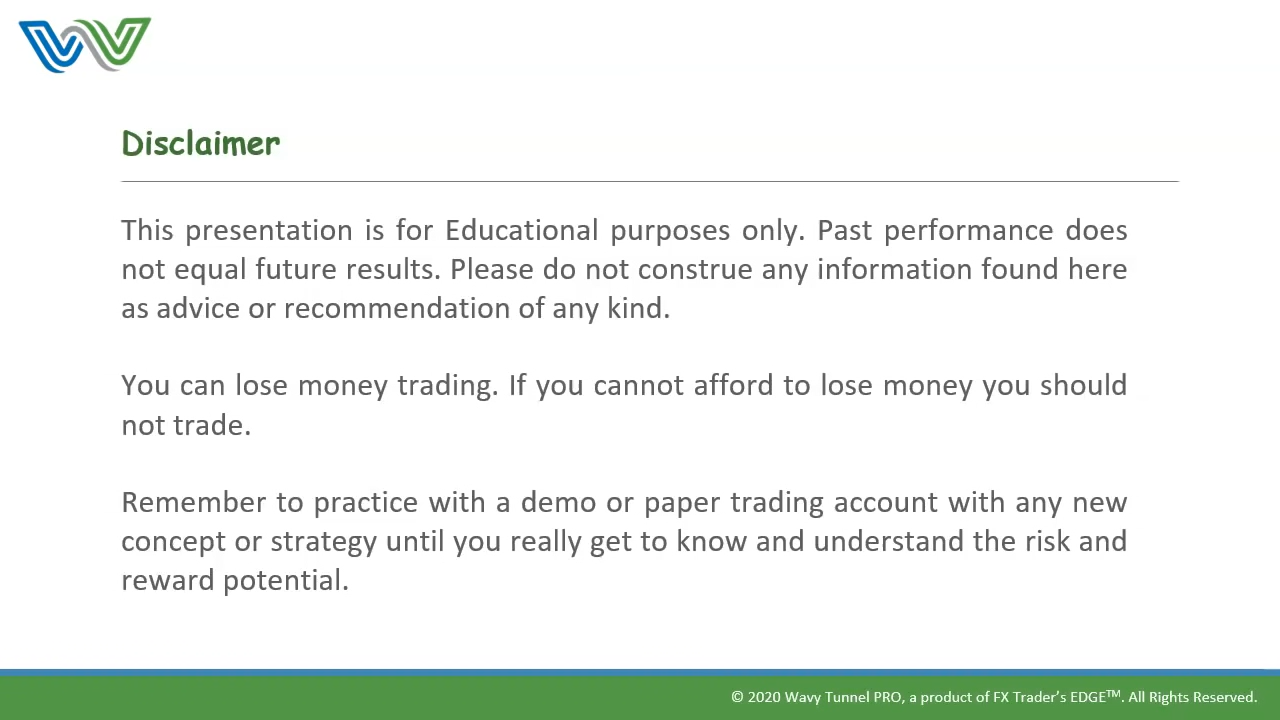 Disclaimer
This presentation is for Educational purposes only. Past performance does
not equal future results. Please do not construe any information found here
as advice or recommendation of any kind.
You can lose money trading. If you cannot afford to lose money you should
not trade.
Remember to practice with a demo or paper trading account with any new
concept or strategy until you really get to know and understand the risk and
reward potential.
© 2020 Wavy Tunnel PRO, a product of FX Trader’s EDGE™. All Rights Reserved.